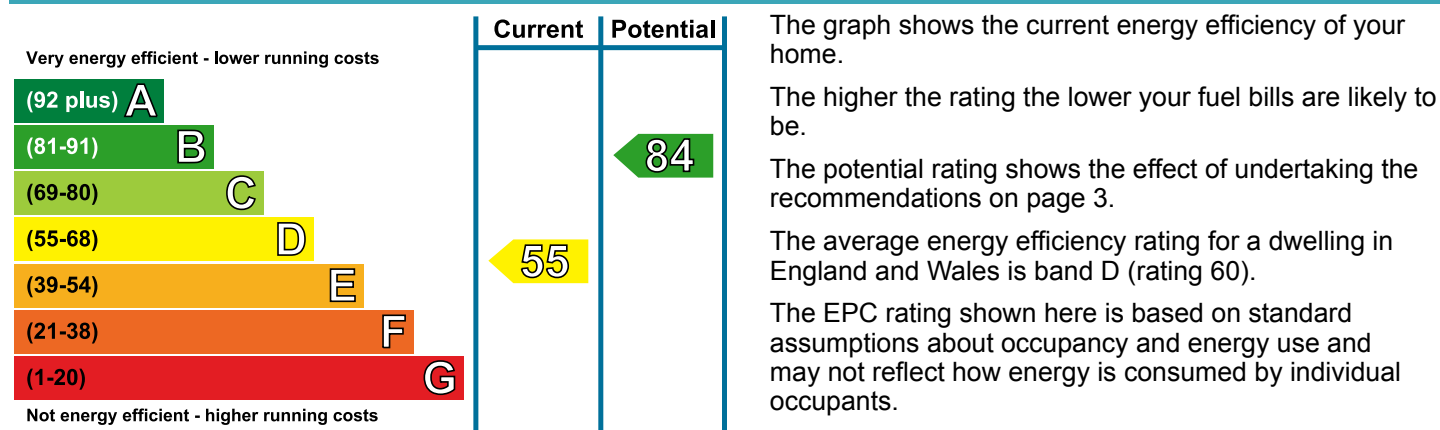 Current Potential
Very energy efficient - lower running costs
(92 plus) A
(81-91) B
84
(69-80) C
(55-68) D
55
(39-54) E
(21-38) F
(1-20) G
Not energy efficient - higher running costs
The graph shows the current energy efficiency of your
home.
The higher the rating the lower your fuel bills are likely to
be.
The potential rating shows the effect of undertaking the
recommendations on page 3.
The average energy efficiency rating for a dwelling in
England and Wales is band D (rating 60).
The EPC rating shown here is based on standard
assumptions about occupancy and energy use and
may not reflect how energy is consumed by individual
occupants.